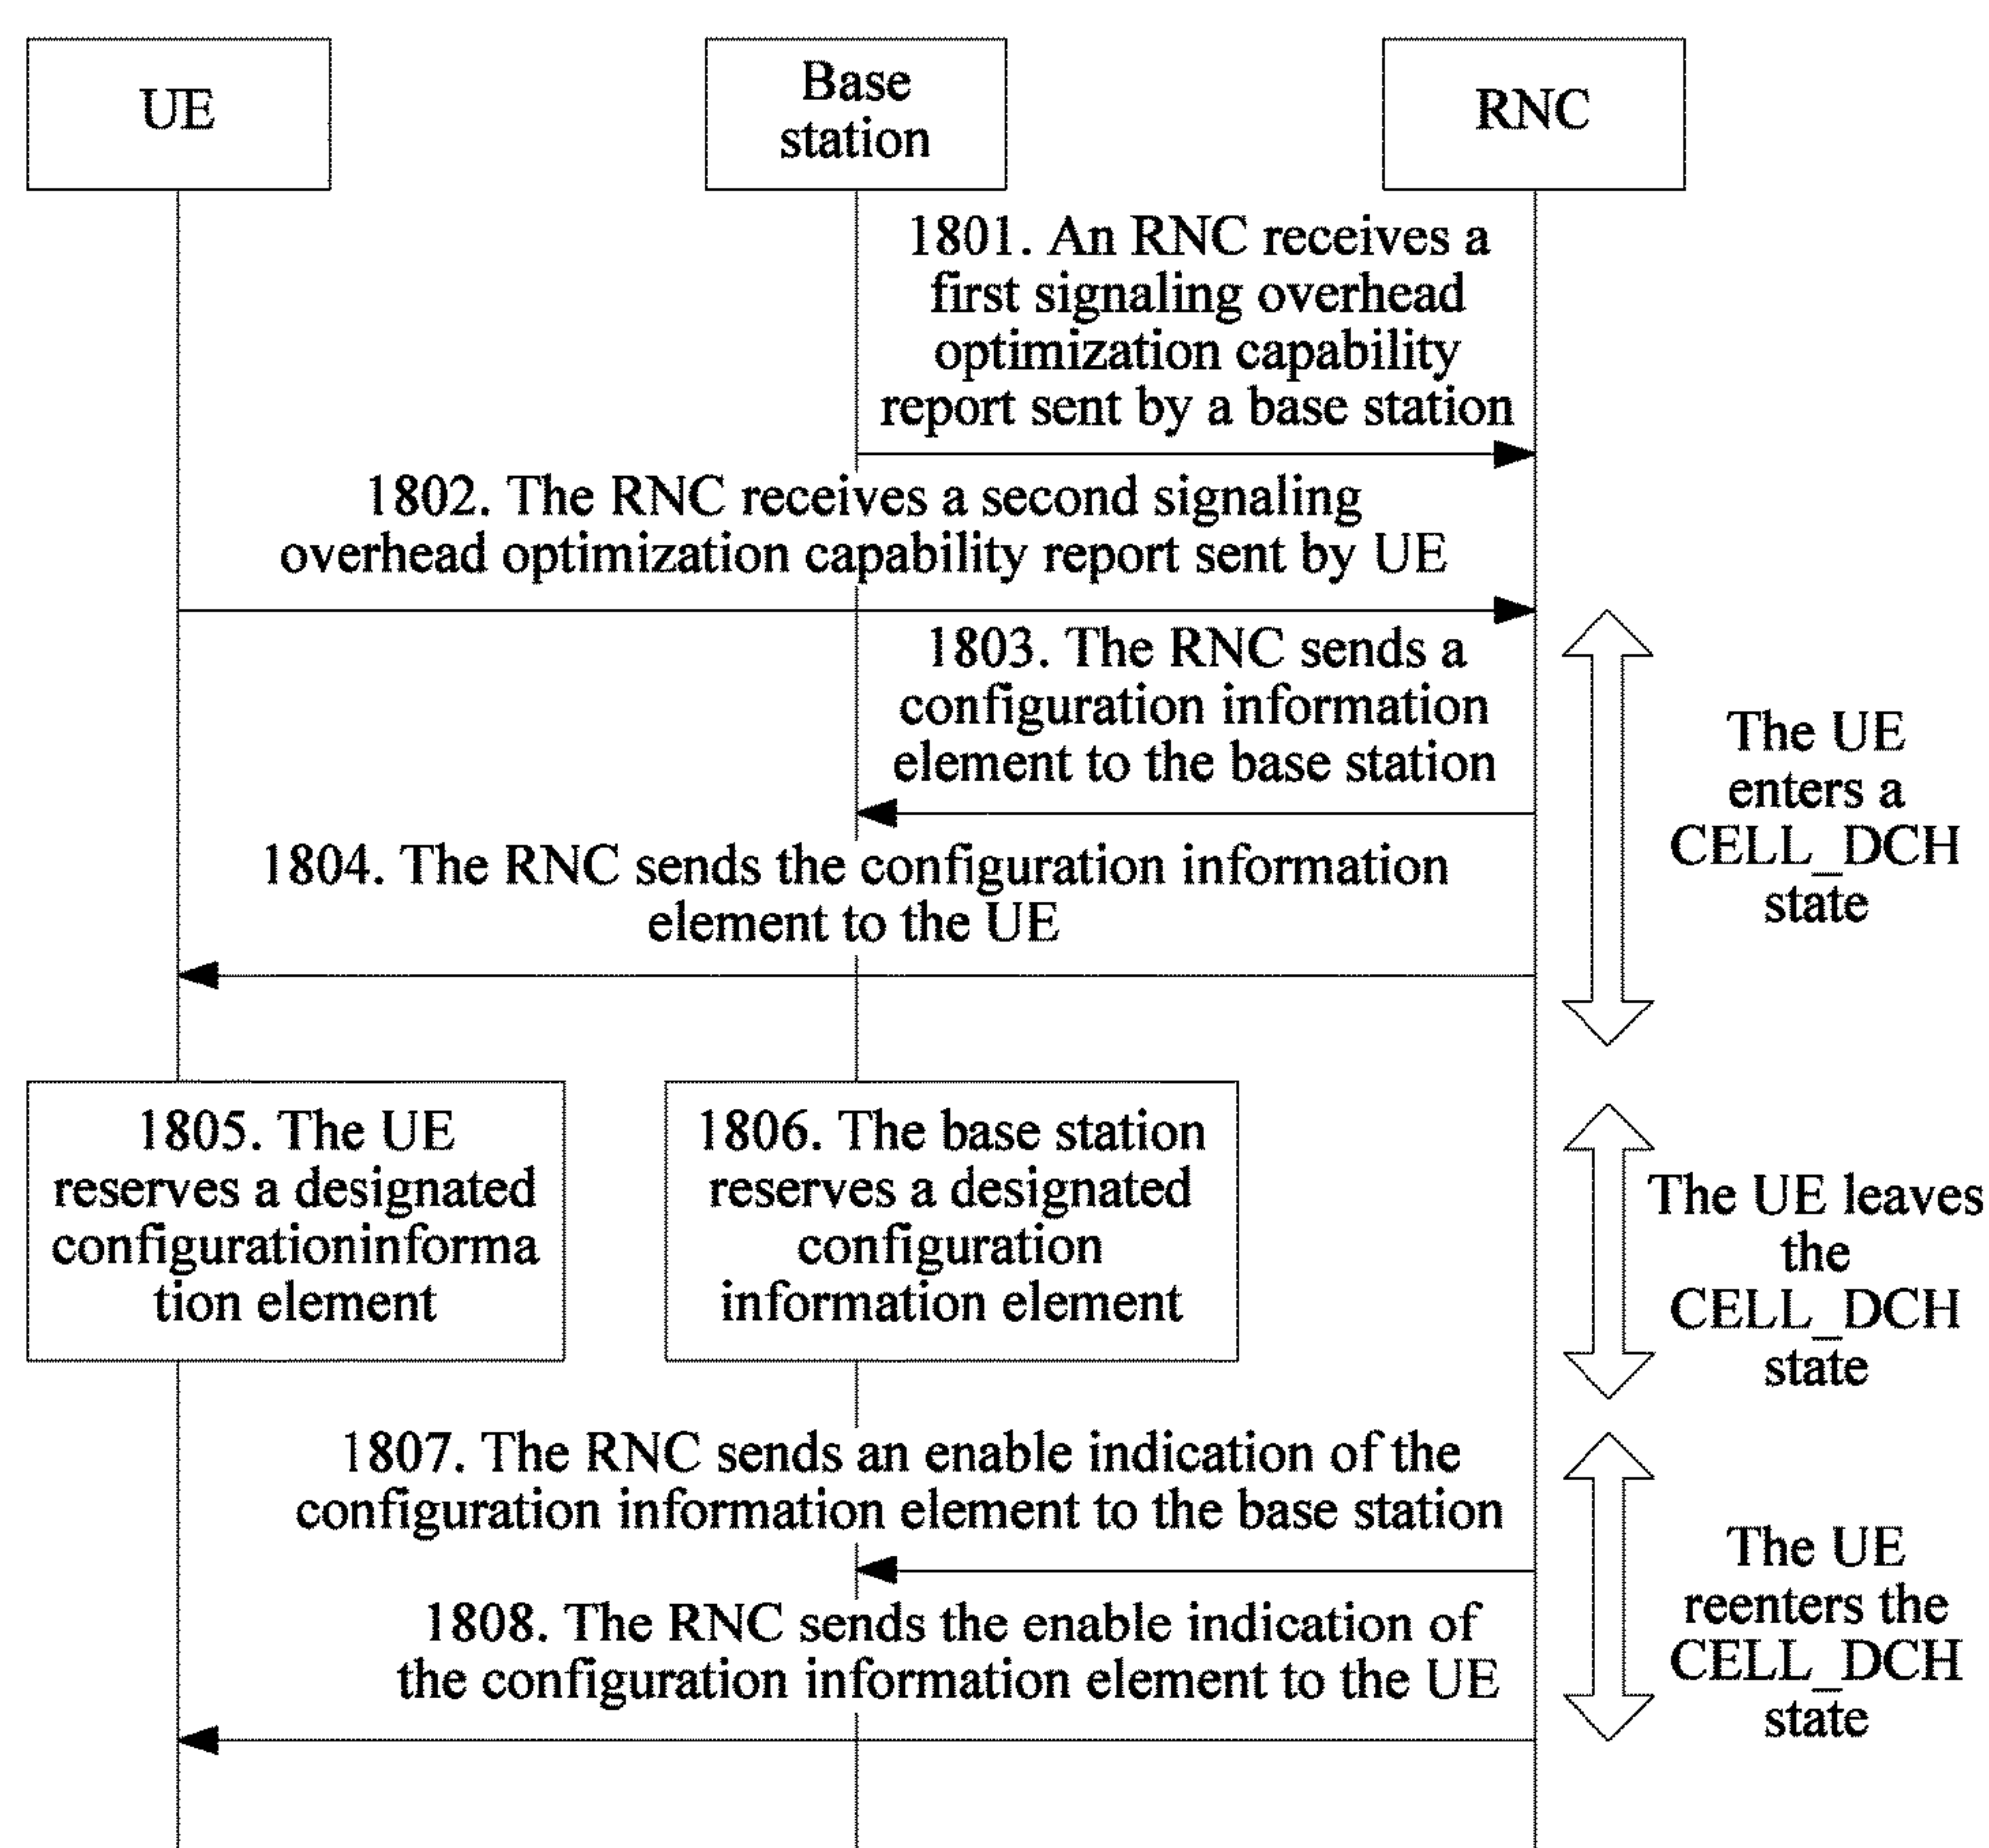 UE
Base
station
RNC
1801. An RNC receives a
first signaling overhead
optimization capability
report sent by a base station
1802. The RNC receives a second signaling
overhead optimization capability report sent by UE
1803. The RNC sends a
configuration information
element to the base station
The UE
enters a
CELL_DCH
state
1804. The RNC sends the configuration information
element to the UE
1805. The UE
reserves a designated
configurationinforma
tion element
1806. The base station
reserves a designated
configuration
information element
The UE leaves
the
CELL_DCH
state
1807. The RNC sends an enable indication of the
configuration information element to the base station
1808. The RNC sends the enable indication of
the configuration information element to the UE
The UE
reenters the
CELL_DCH
state